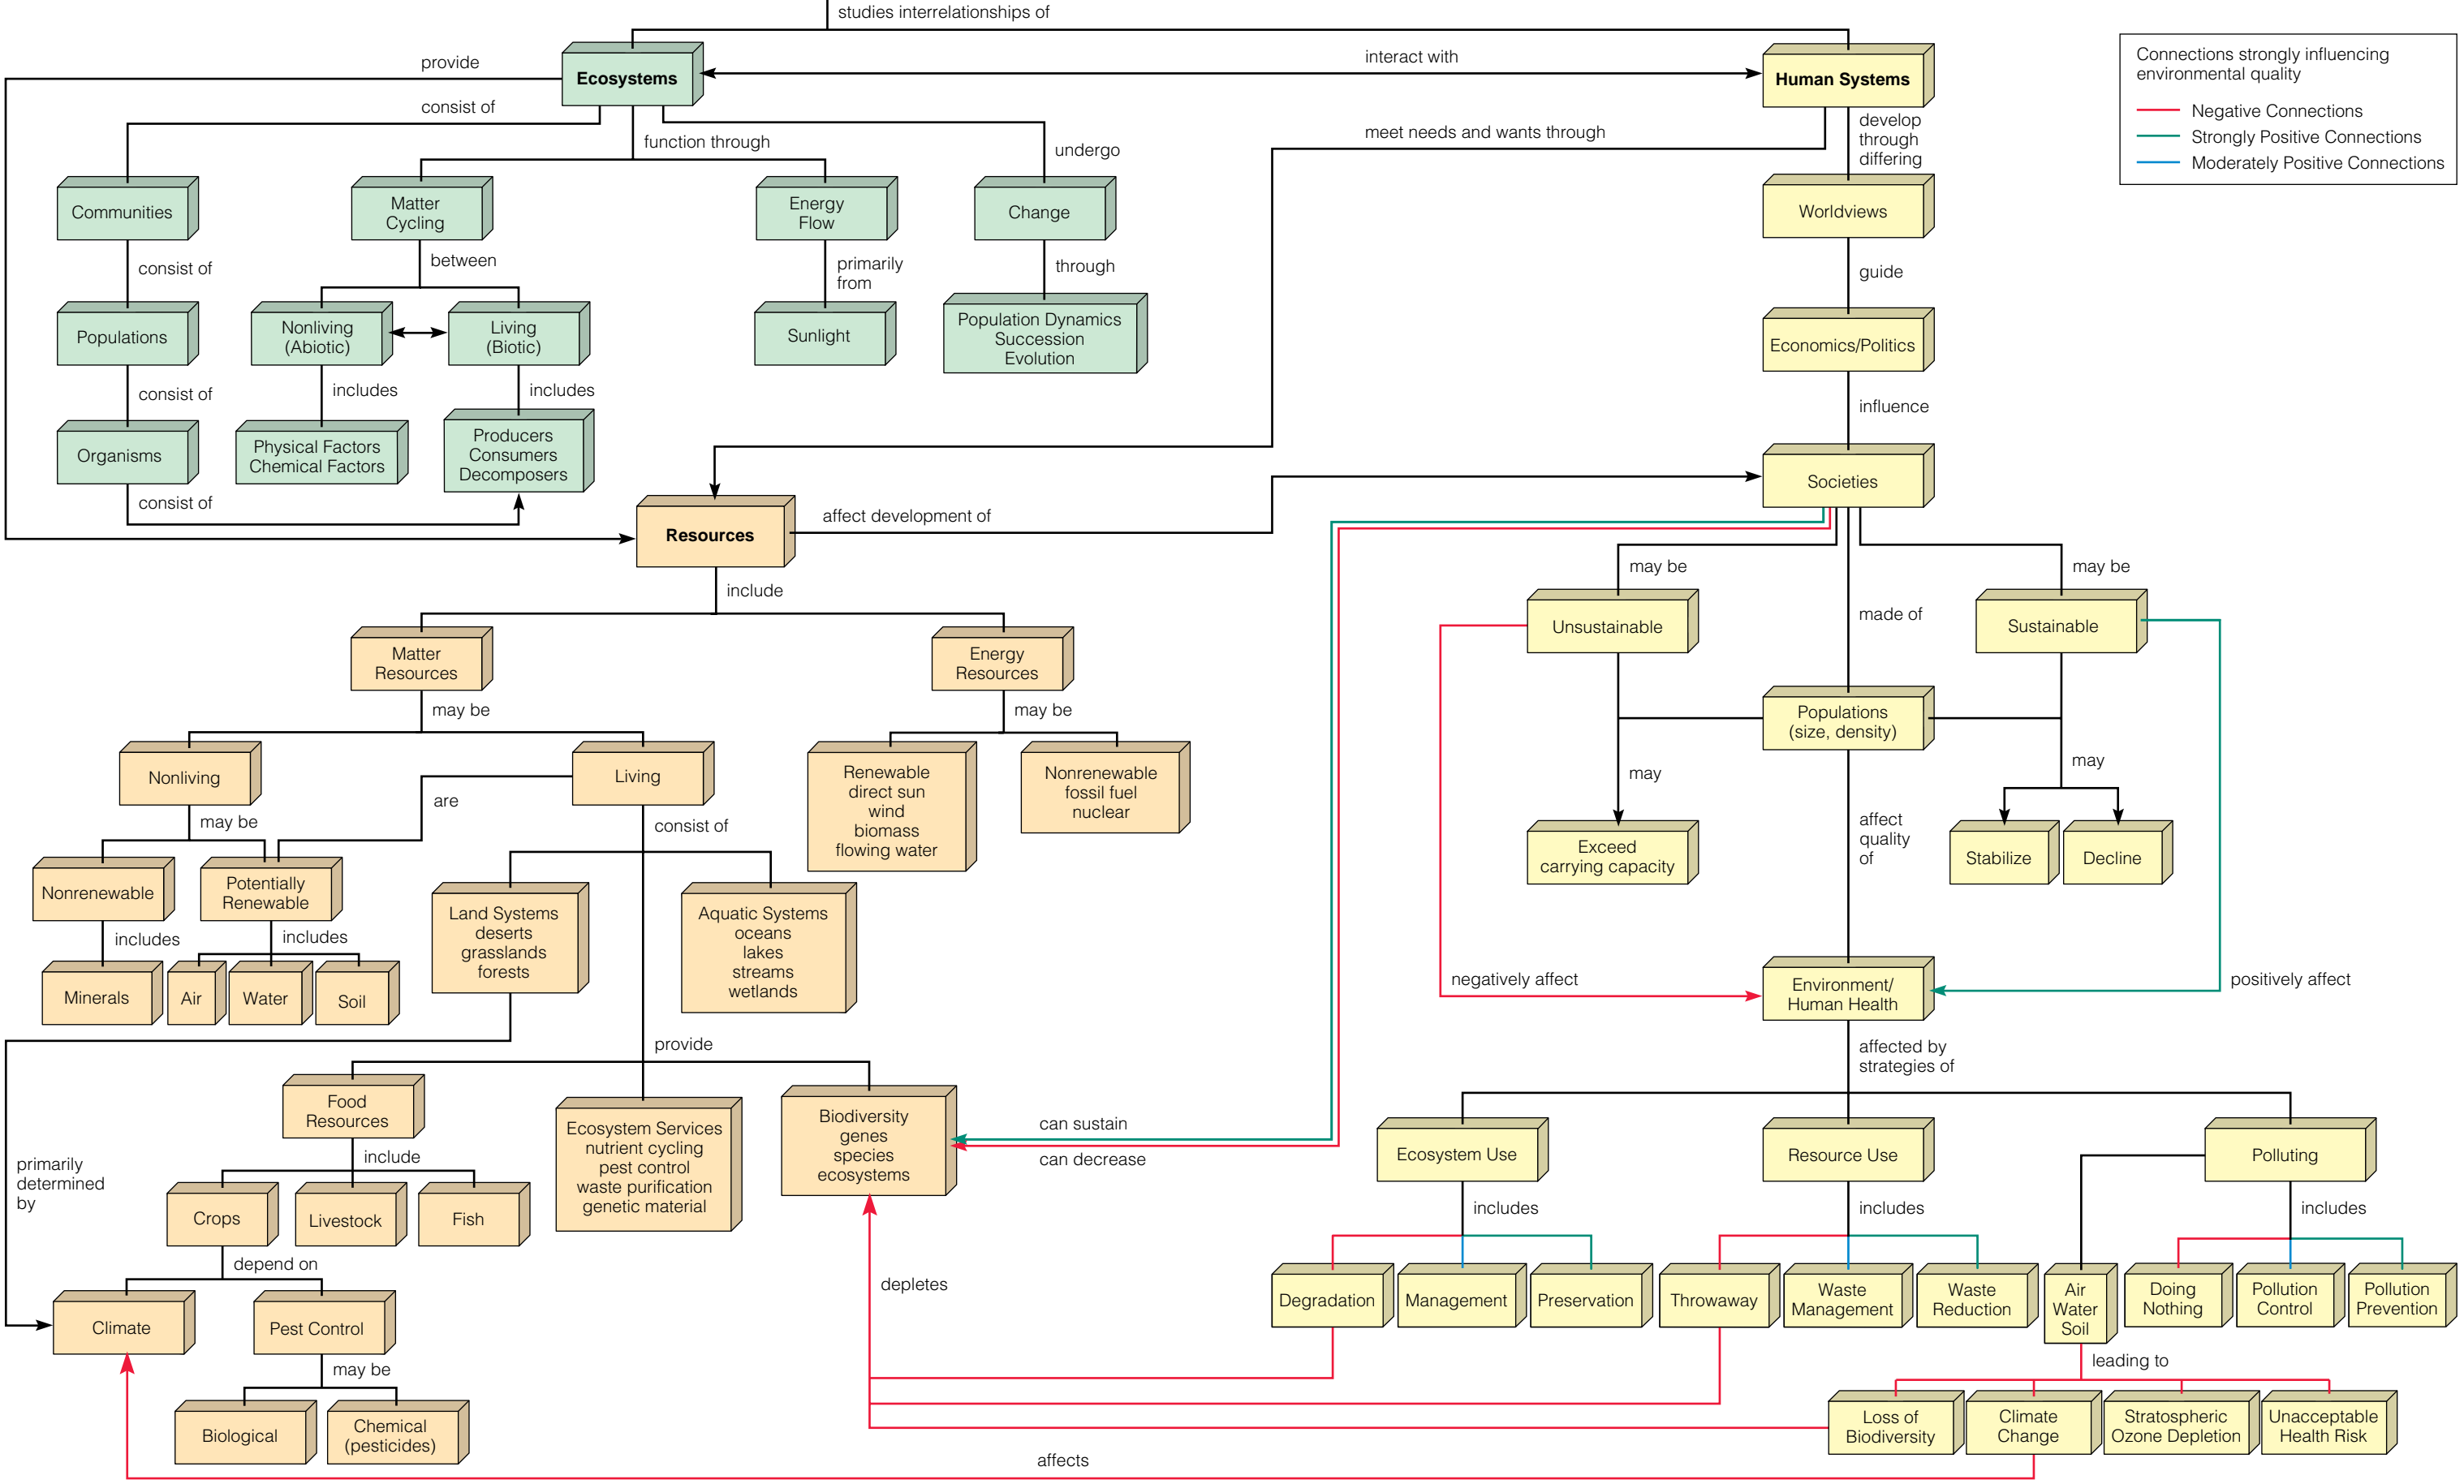 studies interrelationships of
provide
Ecosystems
interact with
Human Systems
Connections strongly influencing
environmental quality
Negative Connections
Strongly Positive Connections
Moderately Positive Connections
consist of
function through
undergo
meet needs and wants through
develop
through
differing
Communities
Matter
Cycling
Energy
Flow
Change
Worldviews
consist of
between
primarily
from
through
guide
Populations
Nonliving
(Abiotic)
Living
(Biotic)
Sunlight
Population Dynamics
Succession
Evolution
Economics/Politics
consist of
includes
includes
influence
Organisms
Physical Factors
Chemical Factors
Producers
Consumers
Decomposers
Societies
consist of
Resources
affect development of
include
may be
made of
may be
Matter
Resources
Energy
Resources
Unsustainable
Sustainable
may be
may be
Populations
(size, density)
Nonliving
Living
Renewable
direct sun
wind
biomass
flowing water
Nonrenewable
fossil fuel
nuclear
may
may
may be
are
consist of
affect
quality
of
Exceed
carrying capacity
Stabilize
Decline
Nonrenewable
Potentially
Renewable
Land Systems
deserts
grasslands
forests
Aquatic Systems
oceans
lakes
streams
wetlands
includes
includes
Minerals
Air
Water
Soil
negatively affect
Environment/
Human Health
positively affect
provide
affected by
strategies of
Food
Resources
Ecosystem Services
nutrient cycling
pest control
waste purification
genetic material
Biodiversity
genes
species
ecosystems
can sustain
can decrease
Ecosystem Use
Resource Use
Polluting
primarily
determined
by
include
Crops
Livestock
Fish
includes
includes
includes
depend on
depletes
Degradation
Management
Preservation
Throwaway
Waste
Management
Waste
Reduction
Air
Water
Soil
Doing
Nothing
Pollution
Control
Pollution
Prevention
Climate
Pest Control
may be
leading to
Biological
Chemical
(pesticides)
Loss of
Biodiversity
Climate
Change
Stratospheric
Ozone Depletion
Unacceptable
Health Risk
affects